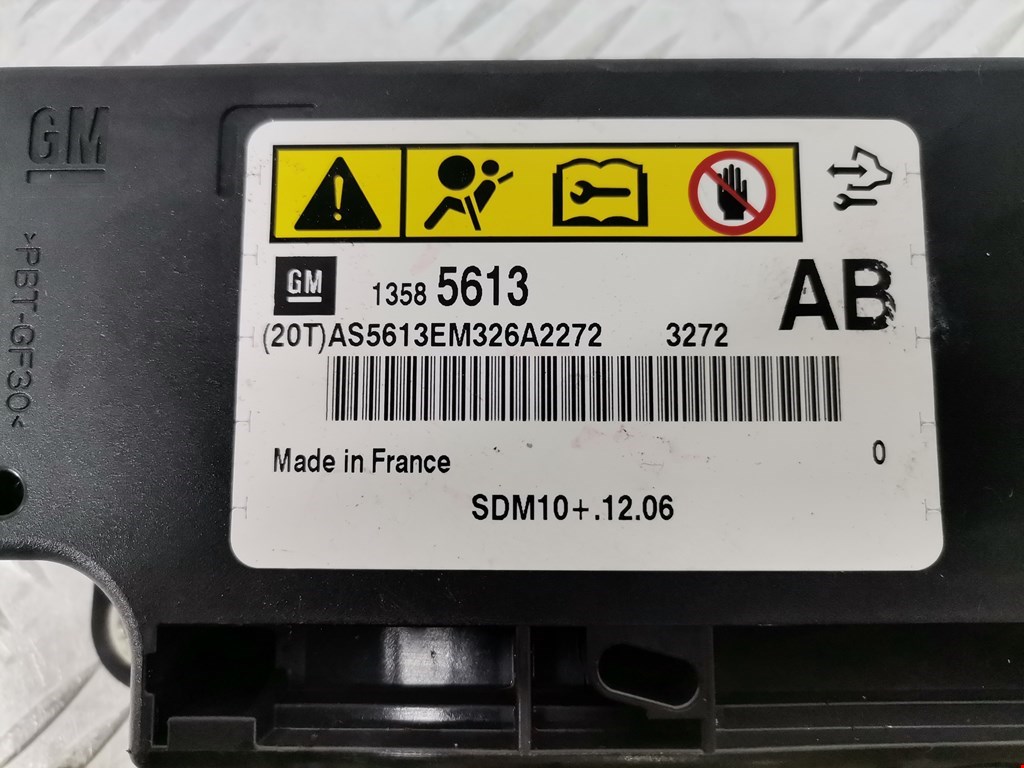 GM
>PBT-GF30<
GM 1358 5613 AB
(20T)AS5613EM326A2272 3272
Made in France 0
SDM10+.12.06